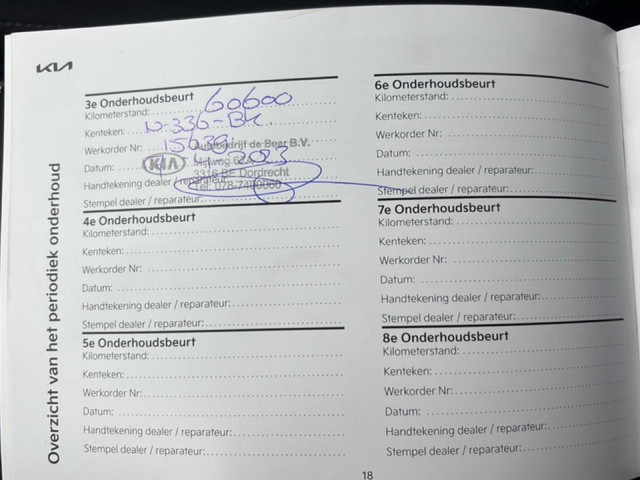 KIA
Overzicht van het periodiek onderhoud
3e Onderhoudsbeurt
Kilometerstand: 60600
Kenteken:
Werkorder Nr:
Datum:
Handtekening dealer / reparateur:
Stempel dealer / reparateur:
de Beer B.V.
KIA
Dordrecht
Tel: 078-
4e Onderhoudsbeurt
Kilometerstand:
Kenteken:
Werkorder Nr:
Datum:
Handtekening dealer / reparateur:
Stempel dealer / reparateur:
5e Onderhoudsbeurt
Kilometerstand:
Kenteken:
Werkorder Nr:
Datum:
Handtekening dealer / reparateur:
Stempel dealer / reparateur:
6e Onderhoudsbeurt
Kilometerstand:
Kenteken:
Werkorder Nr:
Datum:
Handtekening dealer / reparateur:
Stempel dealer / reparateur:
7e Onderhoudsbeurt
Kilometerstand:
Kenteken:
Werkorder Nr:
Datum:
Handtekening dealer / reparateur:
Stempel dealer / reparateur:
8e Onderhoudsbeurt
Kilometerstand:
Kenteken:
Werkorder Nr:
Datum:
Handtekening dealer / reparateur:
Stempel dealer / reparateur:
18